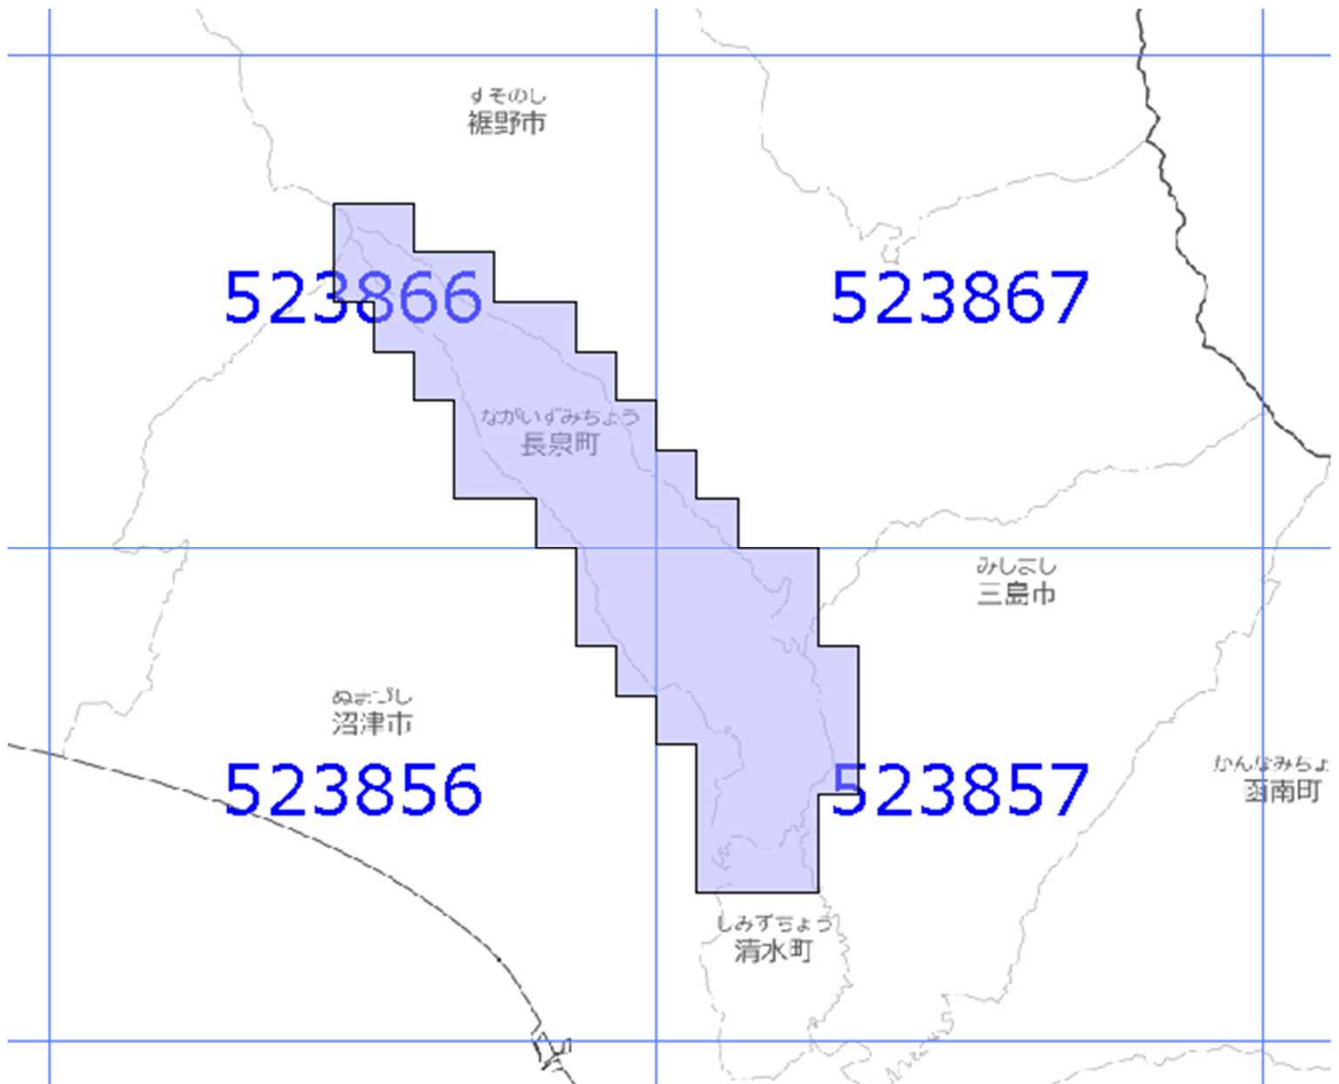 すそのし
裾野市
523866
523867
ながいずみちょう
長泉町
みしまし
三島市
ぬまづし
沼津市
523856
523857
かんなみちょ
函南町
しみずちょう
清水町